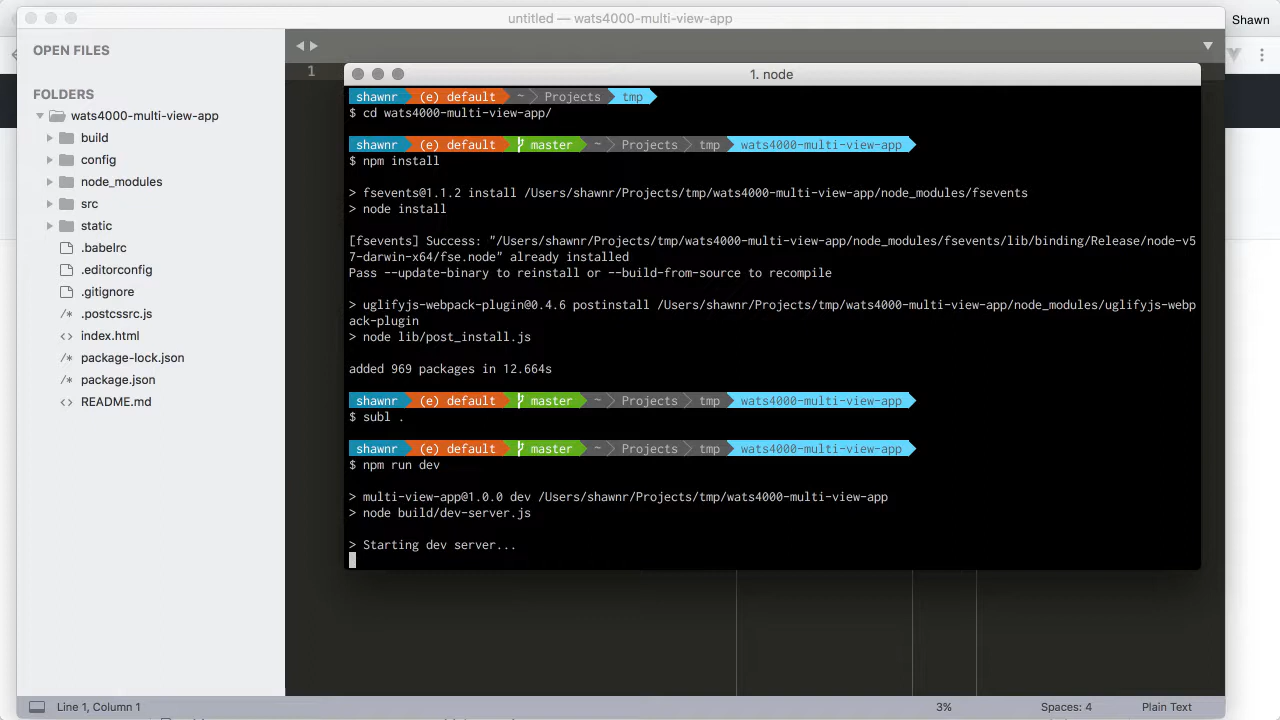 untitled — wats4000-multi-view-app
Shawn
OPEN FILES
FOLDERS
wats4000-multi-view-app
build
config
node_modules
src
static
.babelrc
.editorconfig
.gitignore
/* .postcssrc.js
<> index.html
/* package-lock.json
/* package.json
<> README.md
1
1. node
shawnr (e) default ~ Projects tmp
$ cd wats4000-multi-view-app/
shawnr (e) default master ~ Projects tmp wats4000-multi-view-app
$ npm install
> fsevents@1.1.2 install /Users/shawnr/Projects/tmp/wats4000-multi-view-app/node_modules/fsevents
> node install
[fsevents] Success: "/Users/shawnr/Projects/tmp/wats4000-multi-view-app/node_modules/fsevents/lib/binding/Release/node-v5
7-darwin-x64/fse.node" already installed
Pass --update-binary to reinstall or --build-from-source to recompile
> uglifyjs-webpack-plugin@0.4.6 postinstall /Users/shawnr/Projects/tmp/wats4000-multi-view-app/node_modules/uglifyjs-webp
ack-plugin
> node lib/post_install.js
added 969 packages in 12.664s
shawnr (e) default master ~ Projects tmp wats4000-multi-view-app
$ subl .
shawnr (e) default master ~ Projects tmp wats4000-multi-view-app
$ npm run dev
> multi-view-app@1.0.0 dev /Users/shawnr/Projects/tmp/wats4000-multi-view-app
> node build/dev-server.js
> Starting dev server...
Line 1, Column 1
3%
Spaces: 4
Plain Text